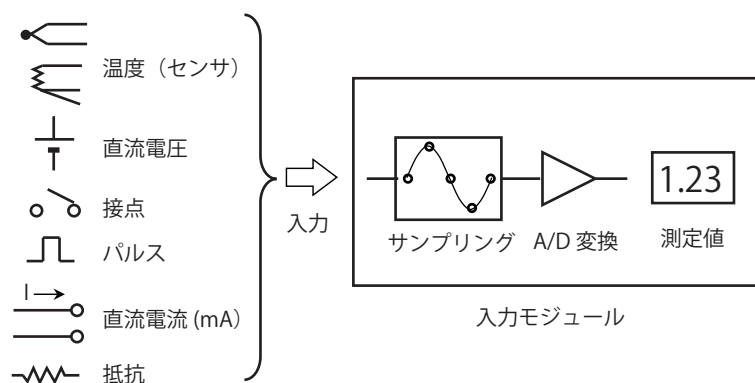 温度（センサ）
直流電圧
接点
パルス
I
直流電流 (mA)
抵抗
入力
サンプリング
A/D 変換
1.23
測定値
入力モジュール